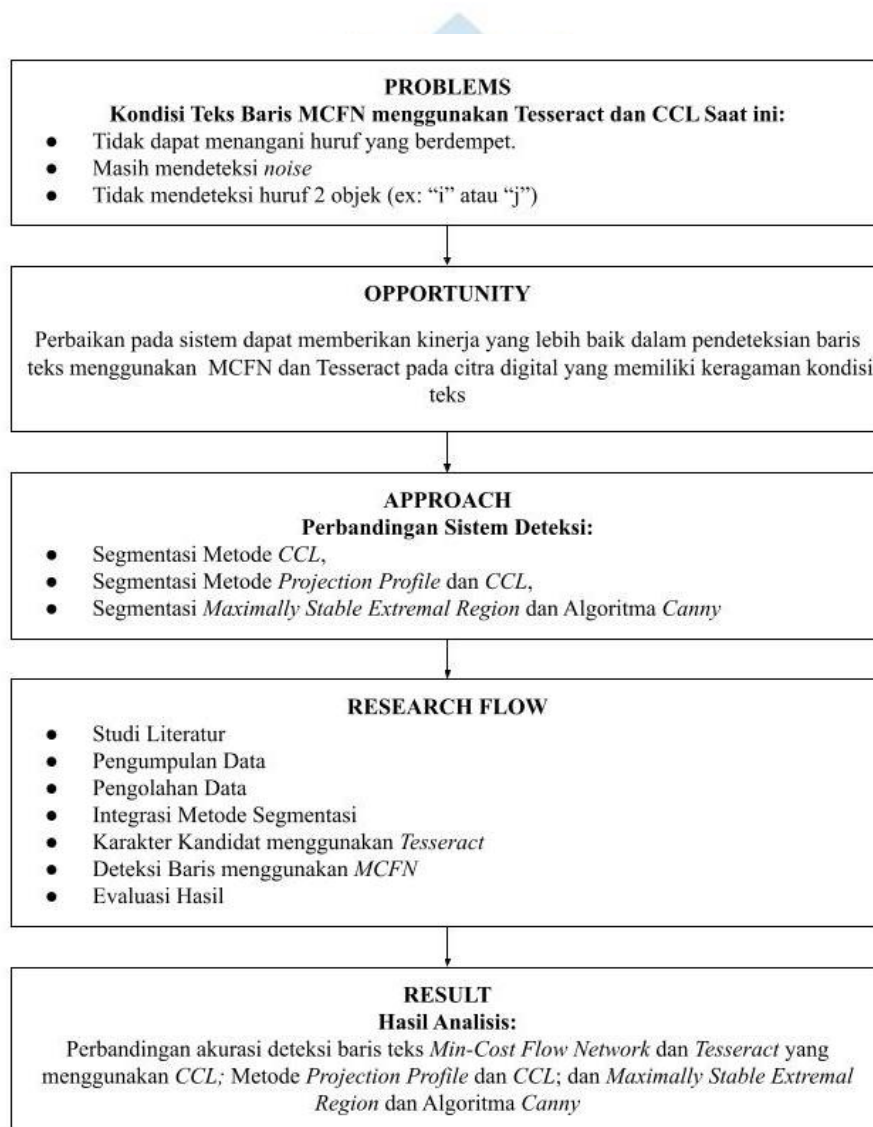 PROBLEMS
Kondisi Teks Baris MCFN menggunakan Tesseract dan CCL Saat ini:
● Tidak dapat menangani huruf yang berdempet.
● Masih mendeteksi noise
● Tidak mendeteksi huruf 2 objek (ex: “i” atau “j”)
OPPORTUNITY
Perbaikan pada sistem dapat memberikan kinerja yang lebih baik dalam pendeteksian baris
teks menggunakan MCFN dan Tesseract pada citra digital yang memiliki keragaman kondisi
teks
APPROACH
Perbandingan Sistem Deteksi:
● Segmentasi Metode CCL,
● Segmentasi Metode Projection Profile dan CCL,
● Segmentasi Maximally Stable Extremal Region dan Algoritma Canny
RESEARCH FLOW
● Studi Literatur
● Pengumpulan Data
● Pengolahan Data
● Integrasi Metode Segmentasi
● Karakter Kandidat menggunakan Tesseract
● Deteksi Baris menggunakan MCFN
● Evaluasi Hasil
RESULT
Hasil Analisis:
Perbandingan akurasi deteksi baris teks Min-Cost Flow Network dan Tesseract yang
menggunakan CCL; Metode Projection Profile dan CCL; dan Maximally Stable Extremal
Region dan Algoritma Canny